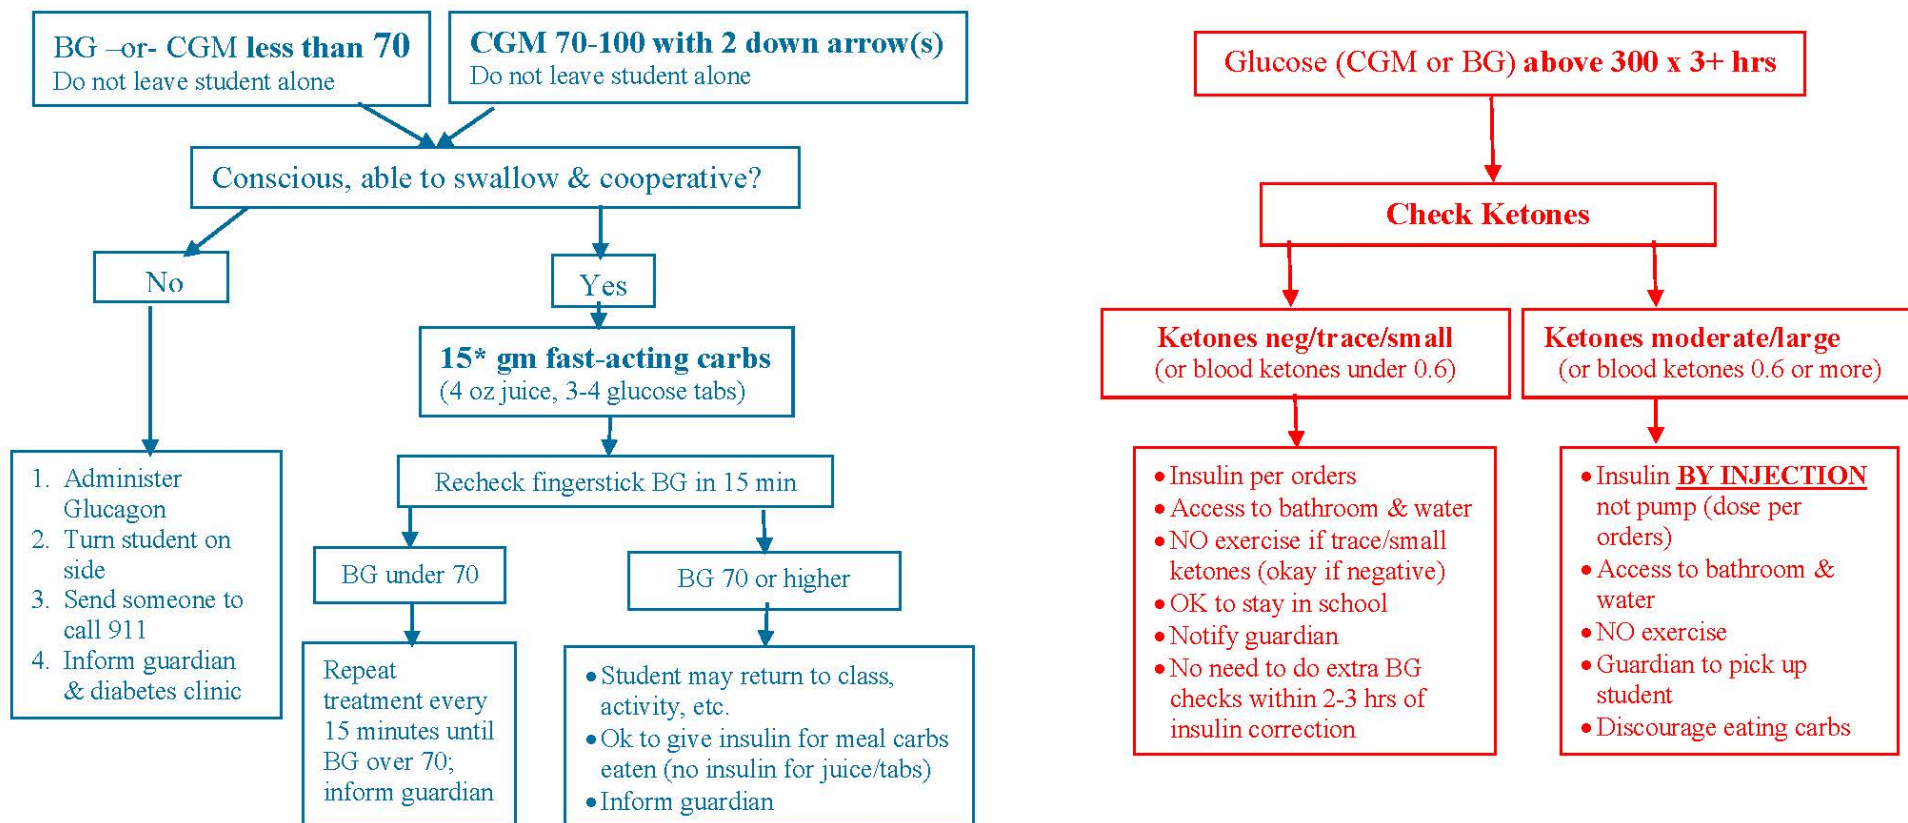 BG –or- CGM less than 70
Do not leave student alone
CGM 70-100 with 2 down arrow(s)
Do not leave student alone
Conscious, able to swallow & cooperative?
No
Yes
15* gm fast-acting carbs
(4 oz juice, 3-4 glucose tabs)
Recheck fingerstick BG in 15 min
1. Administer
Glucagon
2. Turn student on
side
3. Send someone to
call 911
4. Inform guardian
& diabetes clinic
BG under 70
BG 70 or higher
Repeat
treatment every
15 minutes until
BG over 70;
inform guardian
• Student may return to class,
activity, etc.
• Ok to give insulin for meal carbs
eaten (no insulin for juice/tabs)
• Inform guardian
Glucose (CGM or BG) above 300 x 3+ hrs
Check Ketones
Ketones neg/trace/small
(or blood ketones under 0.6)
Ketones moderate/large
(or blood ketones 0.6 or more)
• Insulin per orders
• Access to bathroom & water
• NO exercise if trace/small
ketones (okay if negative)
• OK to stay in school
• Notify guardian
• No need to do extra BG
checks within 2-3 hrs of
insulin correction
• Insulin BY INJECTION
not pump (dose per
orders)
• Access to bathroom &
water
• NO exercise
• Guardian to pick up
student
• Discourage eating carbs